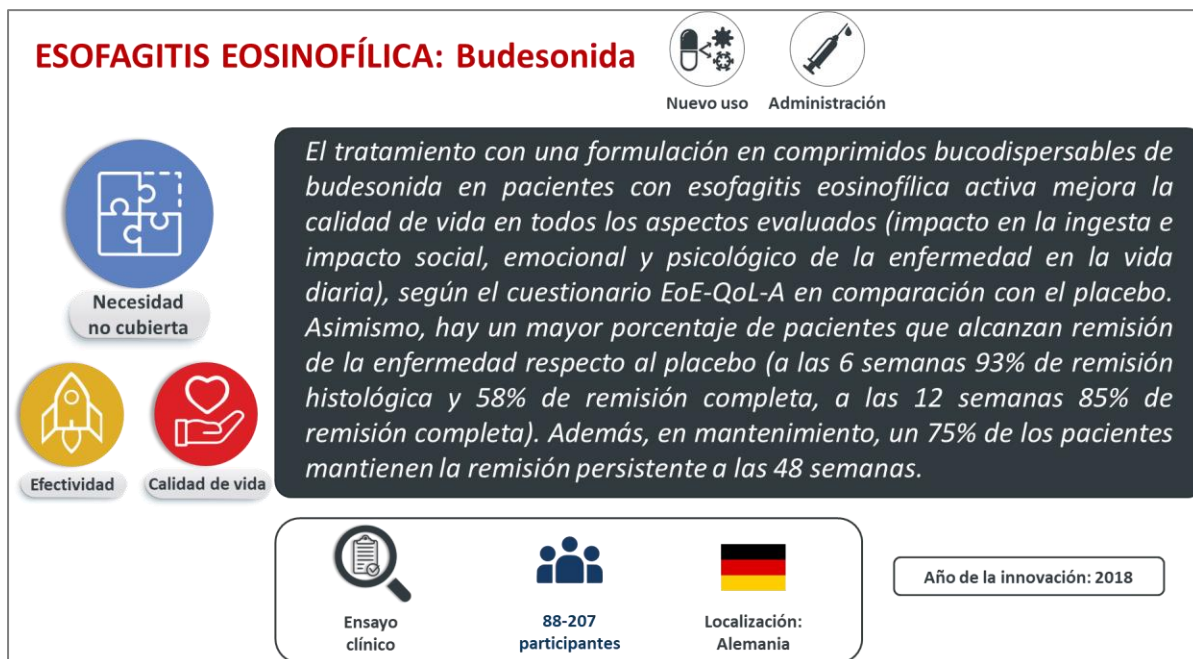 ESOFAGITIS EOSINOFÍLICA: Budesonida
Nuevo uso
Administración
Necesidad
no cubierta
Efectividad
Calidad de vida
El tratamiento con una formulación en comprimidos bucodispersables de
budesonida en pacientes con esofagitis eosinofílica activa mejora la
calidad de vida en todos los aspectos evaluados (impacto en la ingesta e
impacto social, emocional y psicológico de la enfermedad en la vida
diaria), según el cuestionario EoE-QoL-A en comparación con el placebo.
Asimismo, hay un mayor porcentaje de pacientes que alcanzan remisión
de la enfermedad respecto al placebo (a las 6 semanas 93% de remisión
histológica y 58% de remisión completa, a las 12 semanas 85% de
remisión completa). Además, en mantenimiento, un 75% de los pacientes
mantienen la remisión persistente a las 48 semanas.
Ensayo
clínico
88-207
participantes
Localización:
Alemania
Año de la innovación: 2018